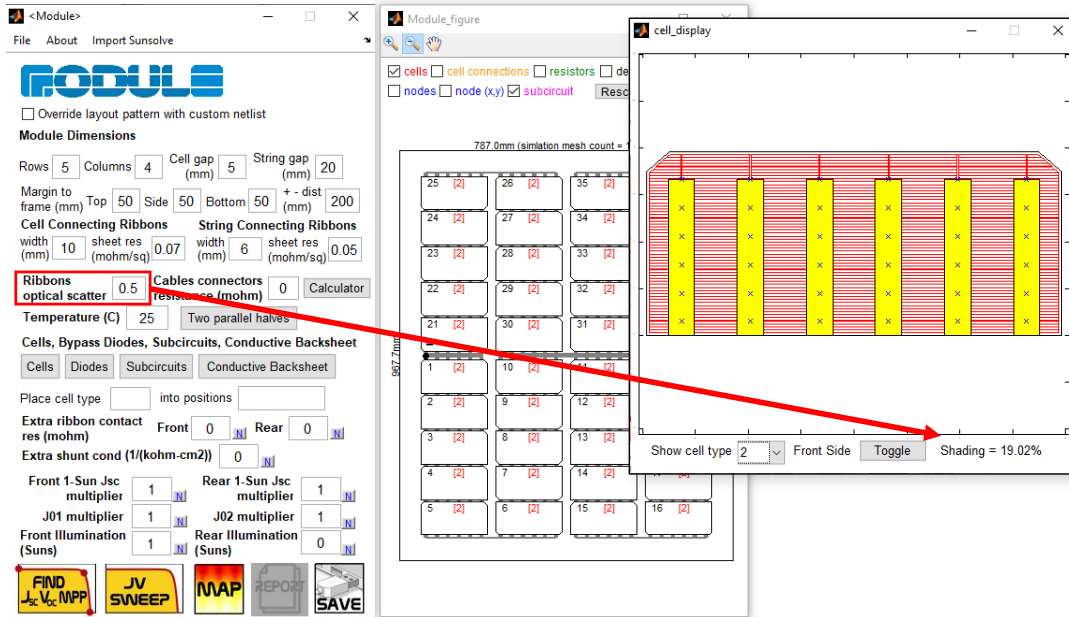 <Module>
File About Import Sunsolve
MODULE
Override layout pattern with custom netlist
Module Dimensions
Rows 5 Columns 4 Cell gap (mm) 5 String gap (mm) 20
Margin to frame (mm) Top 50 Side 50 Bottom 50 + - dist (mm) 200
Cell Connecting Ribbons String Connecting Ribbons
width (mm) 10 sheet res (mohm/sq) 0.07 width (mm) 6 sheet res (mohm/sq) 0.05
Ribbons optical scatter 0.5 Cables connectors resistance (mohm) 0 Calculator
Temperature (C) 25 Two parallel halves
Cells, Bypass Diodes, Subcircuits, Conductive Backsheet
Cells Diodes Subcircuits Conductive Backsheet
Place cell type into positions
Extra ribbon contact res (mohm) Front 0 N Rear 0 N
Extra shunt cond (1/(kohm-cm2)) 0 N
Front 1-Sun Jsc multiplier 1 N Rear 1-Sun Jsc multiplier 1 N
J01 multiplier 1 N J02 multiplier 1 N
Front Illumination (Suns) 1 N Rear Illumination (Suns) 0 N
FIND Jsc Voc MPP JV SWEEP MAP REPORT SAVE
Module_figure
cells cell connections resistors de
nodes node (x,y) subcircuit Resc
787.0mm (simlation mesh count = 1
967.7mm
25 [2] 26 [2] 35 [2]
24 [2] 27 [2] 34 [2]
23 [2] 28 [2] 33 [2]
22 [2] 29 [2] 32 [2]
21 [2] 30 [2] 31 [2]
1 [2] 10 [2] 11 [2]
2 [2] 9 [2] 12 [2]
3 [2] 8 [2] 13 [2]
4 [2] 7 [2] 14 [2]
5 [2] 6 [2] 15 [2] 16 [2]
cell_display
Show cell type 2 Front Side Toggle Shading = 19.02%